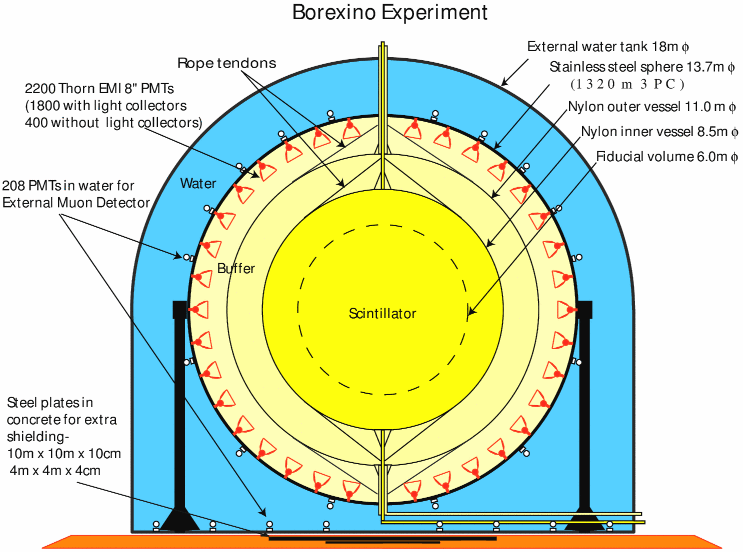 Borexino Experiment
External water tank 18m ϕ
Rope tendons
Stainless steel sphere 13.7m ϕ
(1320 m 3 PC)
2200 Thorn EMI 8" PMTs
(1800 with light collectors
400 without light collectors)
Nylon outer vessel 11.0 m ϕ
Nylon inner vessel 8.5m ϕ
Fiducial volume 6.0m ϕ
Water
208 PMTs in water for
External Muon Detector
Buffer
Scintillator
Steel plates in
concrete for extra
shielding-
10m x 10m x 10cm
4m x 4m x 4cm